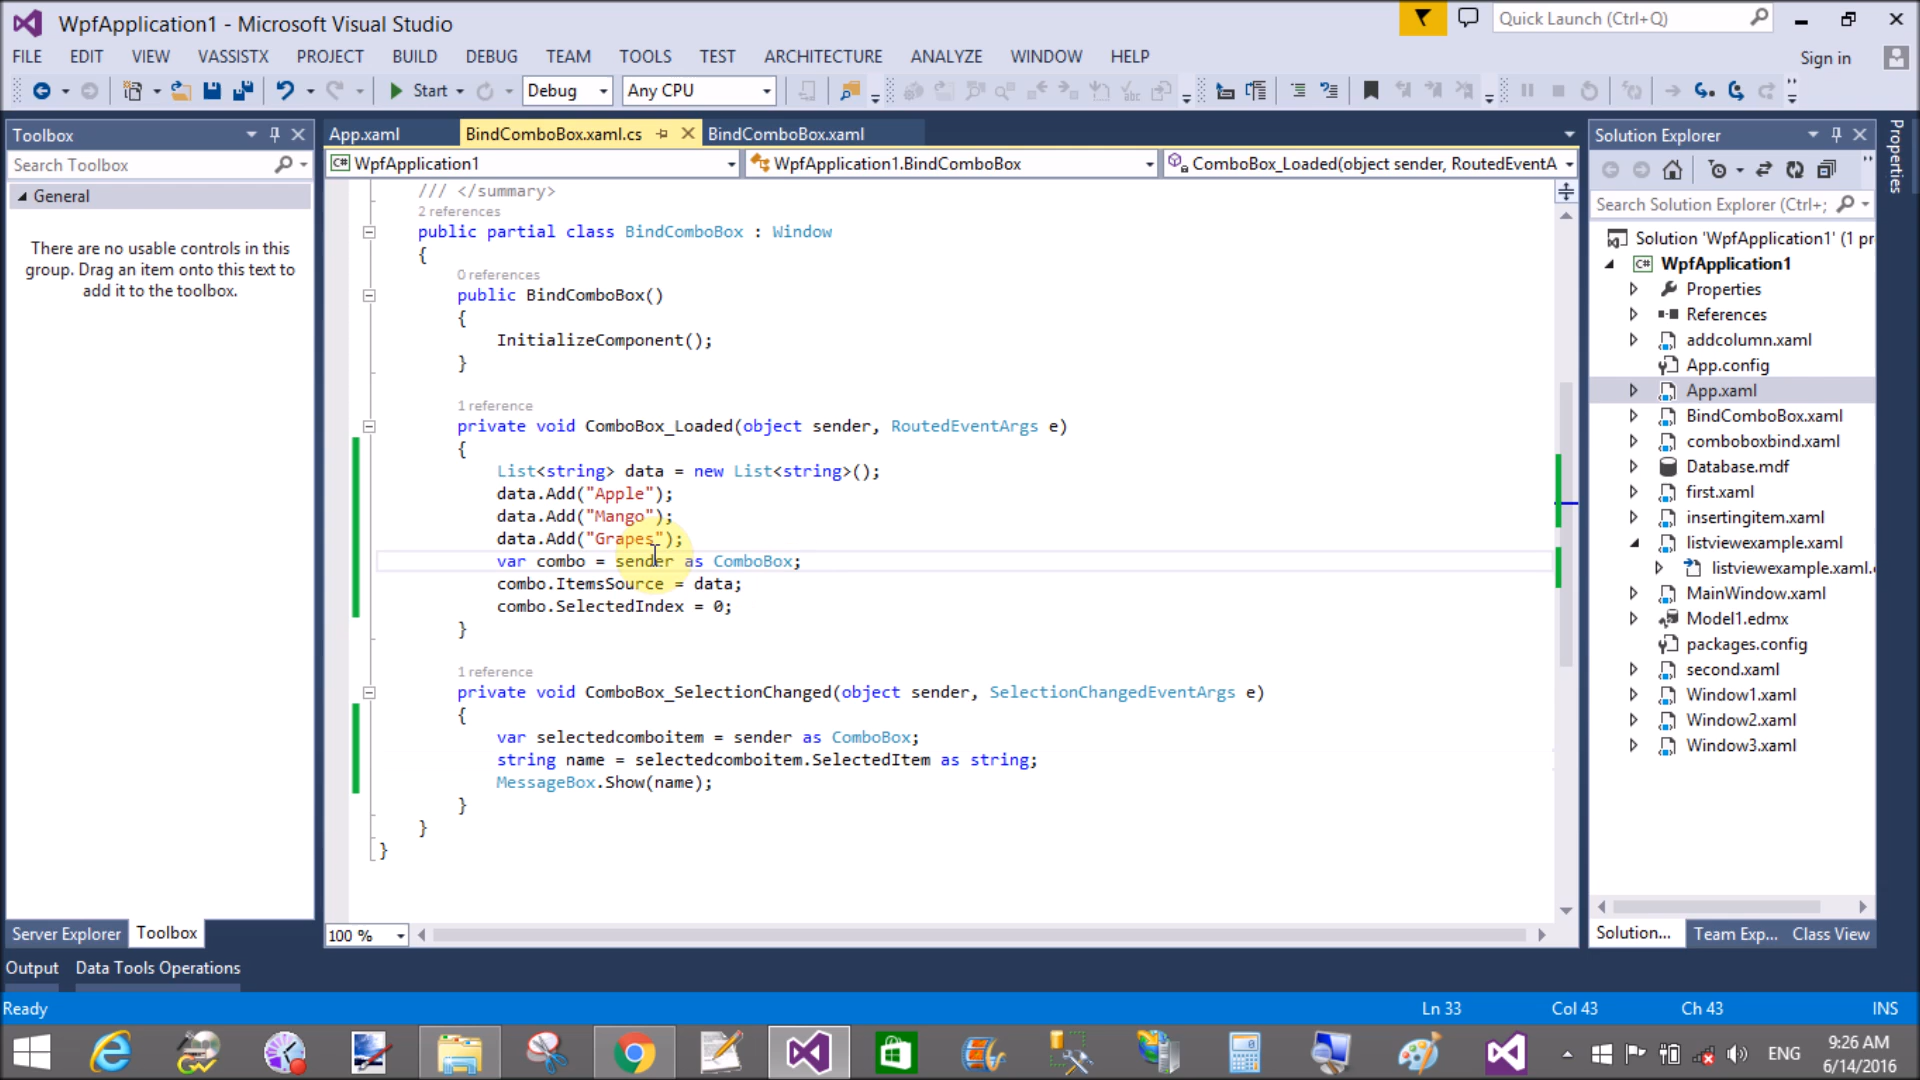 WpfApplication1 - Microsoft Visual Studio
Quick Launch (Ctrl+Q)
FILE EDIT VIEW VASSISTX PROJECT BUILD DEBUG TEAM TOOLS TEST ARCHITECTURE ANALYZE WINDOW HELP
Sign in
Start Debug Any CPU
Toolbox
Search Toolbox
General
There are no usable controls in this
group. Drag an item onto this text to
add it to the toolbox.
Server Explorer Toolbox
App.xaml BindComboBox.xaml.cs BindComboBox.xaml
WpfApplication1 WpfApplication1.BindComboBox ComboBox_Loaded(object sender, RoutedEventA
/// </summary>
2 references
public partial class BindComboBox : Window
{
0 references
public BindComboBox()
{
InitializeComponent();
}
1 reference
private void ComboBox_Loaded(object sender, RoutedEventArgs e)
{
List<string> data = new List<string>();
data.Add("Apple");
data.Add("Mango");
data.Add("Grapes");
var combo = sender as ComboBox;
combo.ItemsSource = data;
combo.SelectedIndex = 0;
}
1 reference
private void ComboBox_SelectionChanged(object sender, SelectionChangedEventArgs e)
{
var selectedcomboitem = sender as ComboBox;
string name = selectedcomboitem.SelectedItem as string;
MessageBox.Show(name);
}
}
}
100 %
Solution Explorer
Search Solution Explorer (Ctrl+;
Solution 'WpfApplication1' (1 pr
WpfApplication1
Properties
References
addcolumn.xaml
App.config
App.xaml
BindComboBox.xaml
comboboxbind.xaml
Database.mdf
first.xaml
insertingitem.xaml
listviewexample.xaml
listviewexample.xaml.
MainWindow.xaml
Model1.edmx
packages.config
second.xaml
Window1.xaml
Window2.xaml
Window3.xaml
Solution... Team Exp... Class View
Properties
Output Data Tools Operations
Ready Ln 33 Col 43 Ch 43 INS
ENG
9:26 AM
6/14/2016